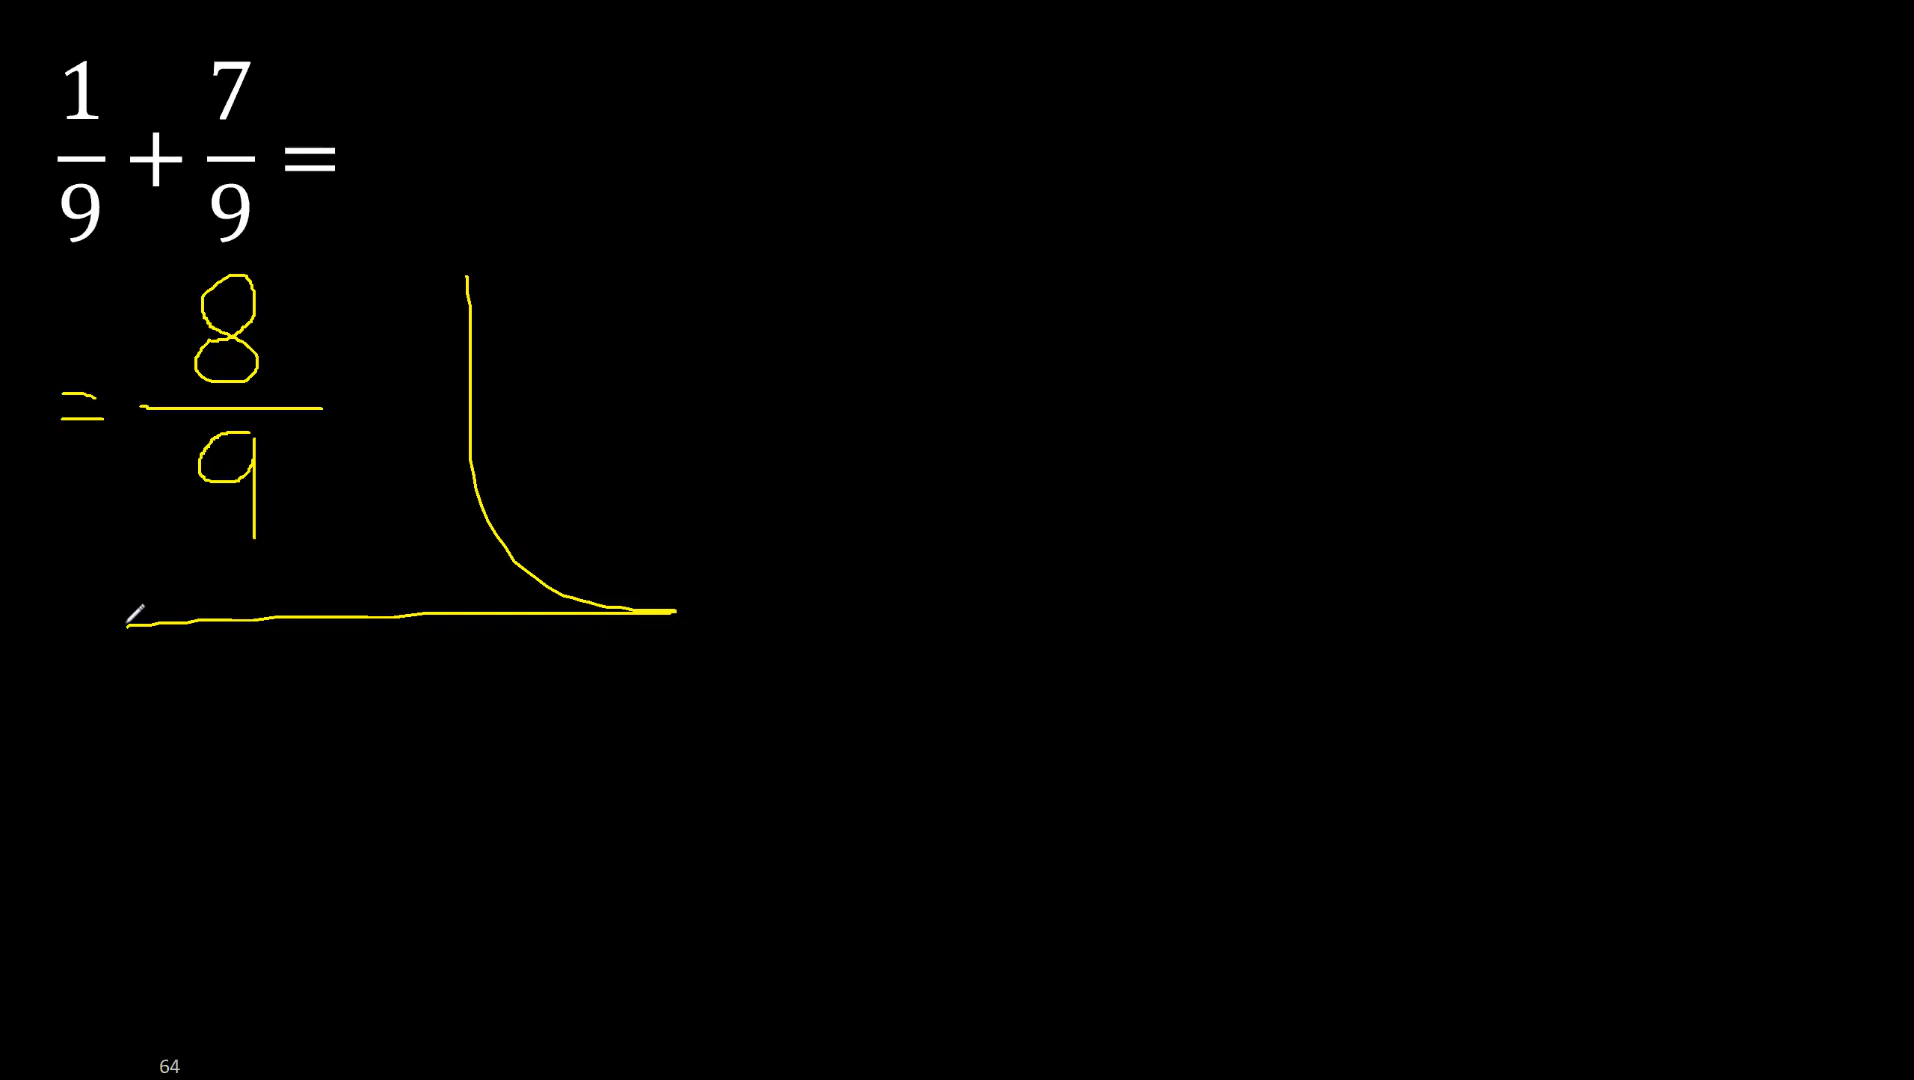 1/9 + 7/9 =
= 8/9
64